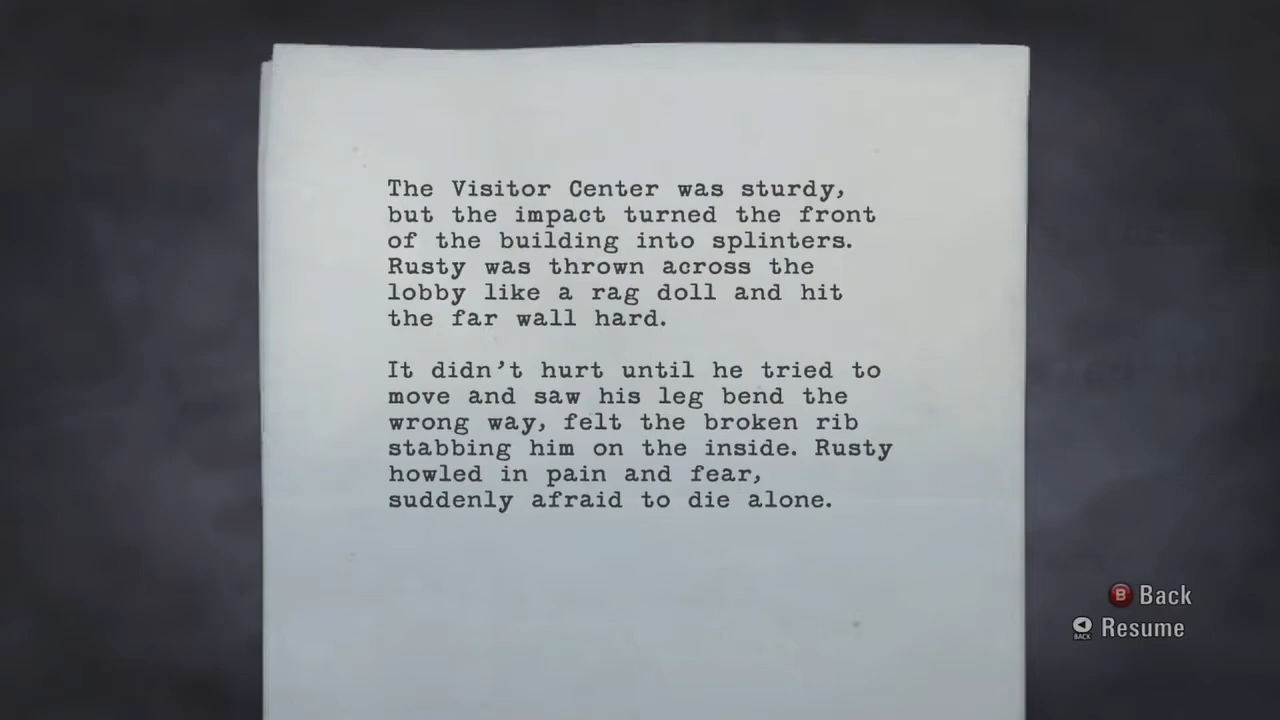 The Visitor Center was sturdy,
but the impact turned the front
of the building into splinters.
Rusty was thrown across the
lobby like a rag doll and hit
the far wall hard.
It didn't hurt until he tried to
move and saw his leg bend the
wrong way, felt the broken rib
stabbing him on the inside. Rusty
howled in pain and fear,
suddenly afraid to die alone.
B Back
BACK Resume